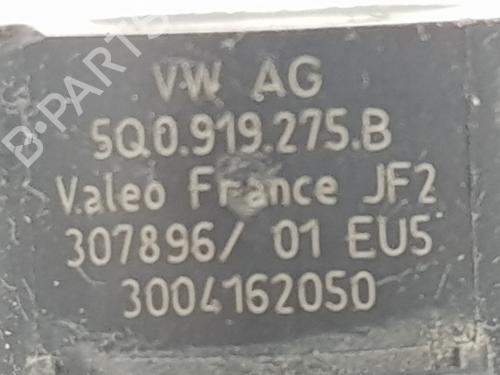 B-PARTS
VW AG
5Q0.919.275.B
Valeo France JF2
307896/ 01 EU5
3004162050